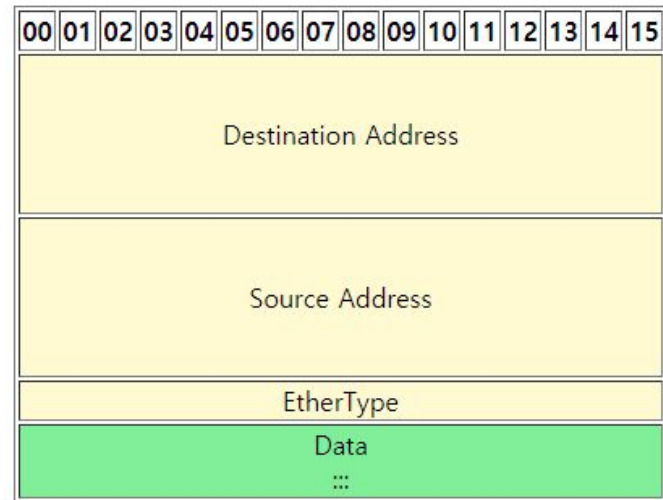 00 01 02 03 04 05 06 07 08 09 10 11 12 13 14 15
Destination Address
Source Address
EtherType
Data
:::